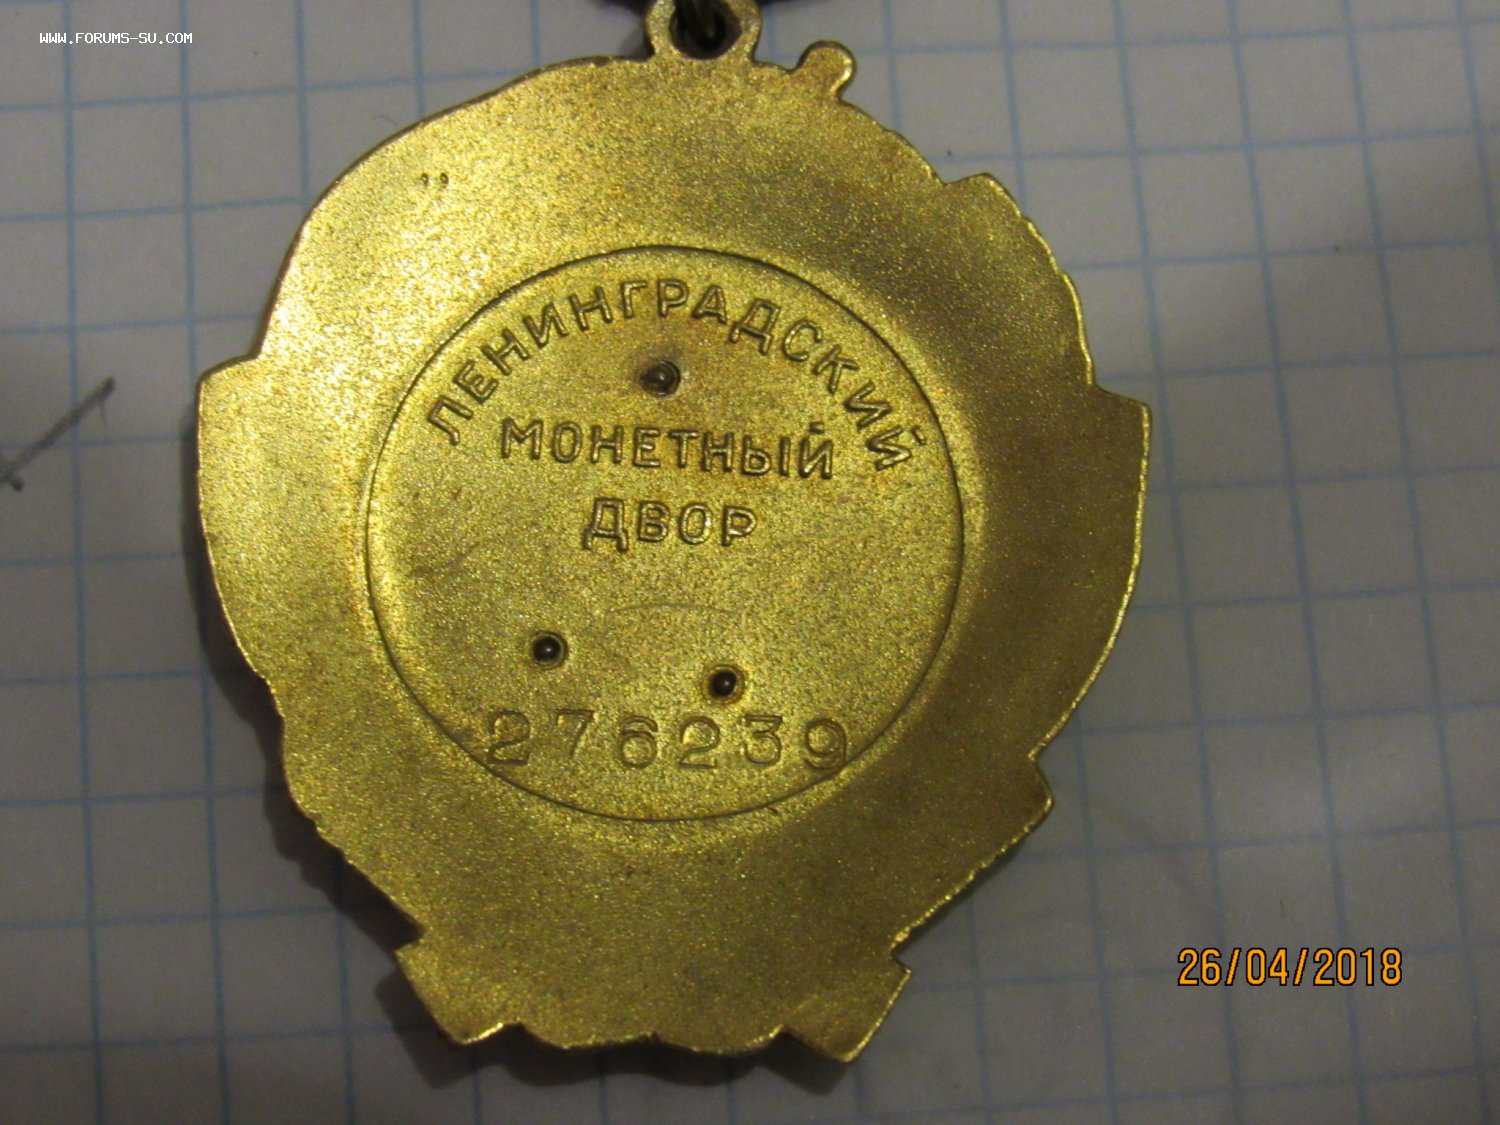 WWW.FORUMS-SU.COM
ЛЕНИНГРАДСКИЙ
МОНЕТНЫЙ
ДВОР
276239
26/04/2018